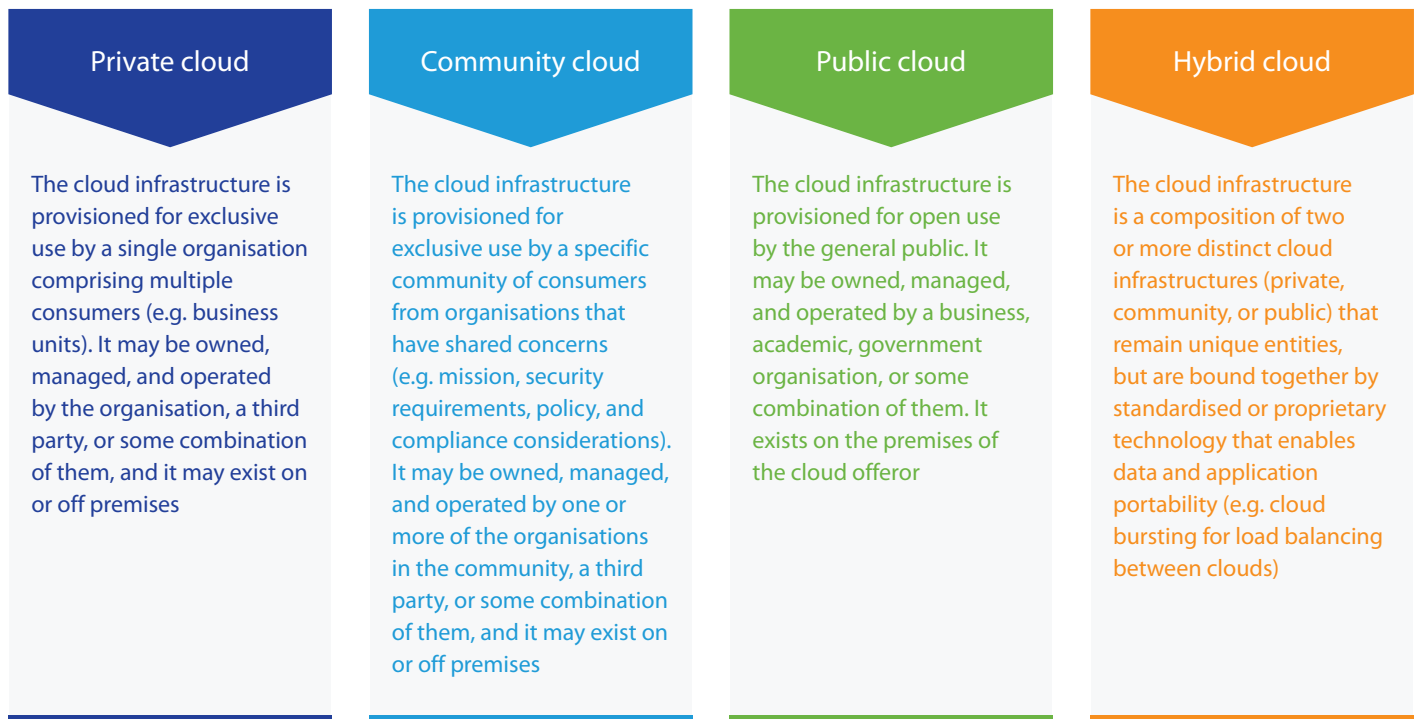 Private cloud
The cloud infrastructure is
provisioned for exclusive
use by a single organisation
comprising multiple
consumers (e.g. business
units). It may be owned,
managed, and operated
by the organisation, a third
party, or some combination
of them, and it may exist on
or off premises
Community cloud
The cloud infrastructure
is provisioned for
exclusive use by a specific
community of consumers
from organisations that
have shared concerns
(e.g. mission, security
requirements, policy, and
compliance considerations).
It may be owned, managed,
and operated by one or
more of the organisations
in the community, a third
party, or some combination
of them, and it may exist on
or off premises
Public cloud
The cloud infrastructure is
provisioned for open use
by the general public. It
may be owned, managed,
and operated by a business,
academic, government
organisation, or some
combination of them. It
exists on the premises of
the cloud offeror
Hybrid cloud
The cloud infrastructure
is a composition of two
or more distinct cloud
infrastructures (private,
community, or public) that
remain unique entities,
but are bound together by
standardised or proprietary
technology that enables
data and application
portability (e.g. cloud
bursting for load balancing
between clouds)